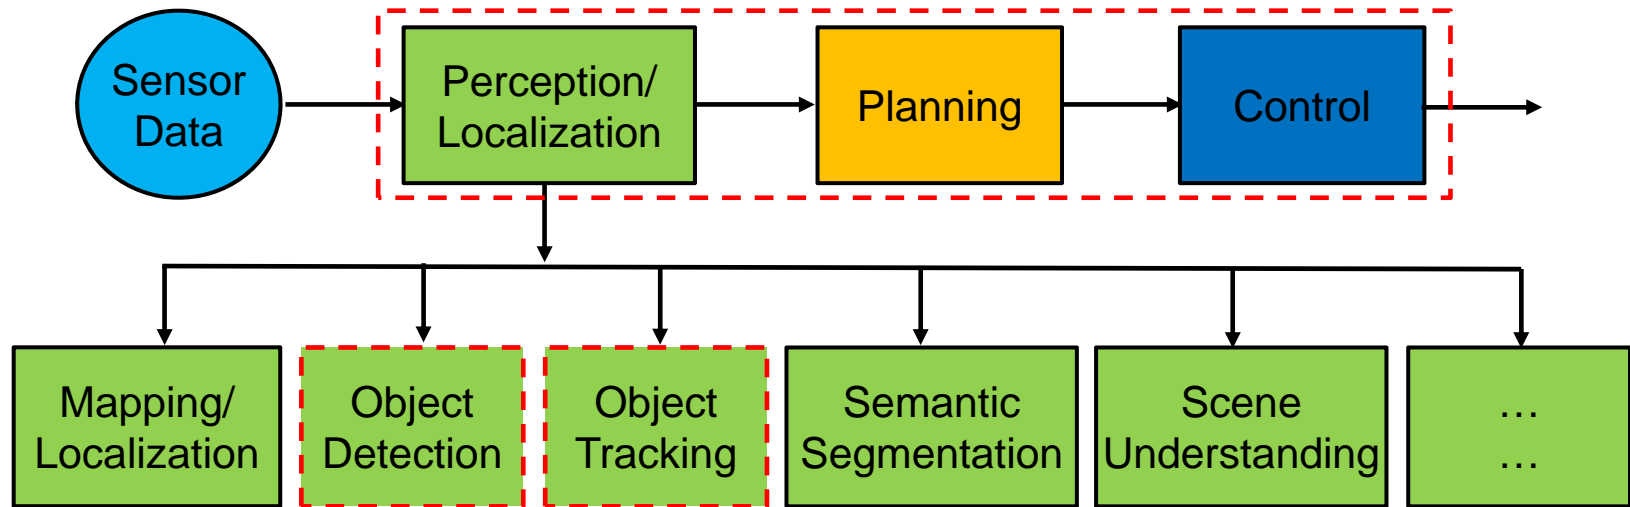 Sensor
Data
Perception/
Localization
Planning
Control
Mapping/
Localization
Object
Detection
Object
Tracking
Semantic
Segmentation
Scene
Understanding
…
…